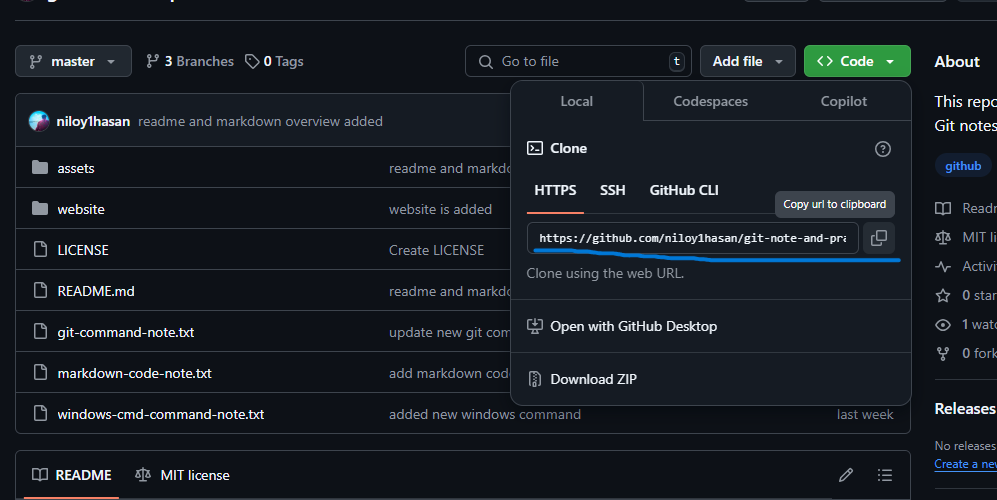 master
3 Branches
0 Tags
Go to file
t
Add file
Code
Local
Codespaces
Copilot
Clone
HTTPS
SSH
GitHub CLI
Copy url to clipboard
https://github.com/niloy1hasan/git-note-and-pra
Clone using the web URL.
Open with GitHub Desktop
Download ZIP
niloy1hasan readme and markdown overview added
assets readme and markdo
website website is added
LICENSE Create LICENSE
README.md readme and markdo
git-command-note.txt update new git com
markdown-code-note.txt add markdown cod
windows-cmd-command-note.txt added new windows command last week
README
MIT license
About
This repo
Git notes
github
Readm
MIT li
Activi
0 star
1 watc
0 fork
Releases
No releases
Create a new